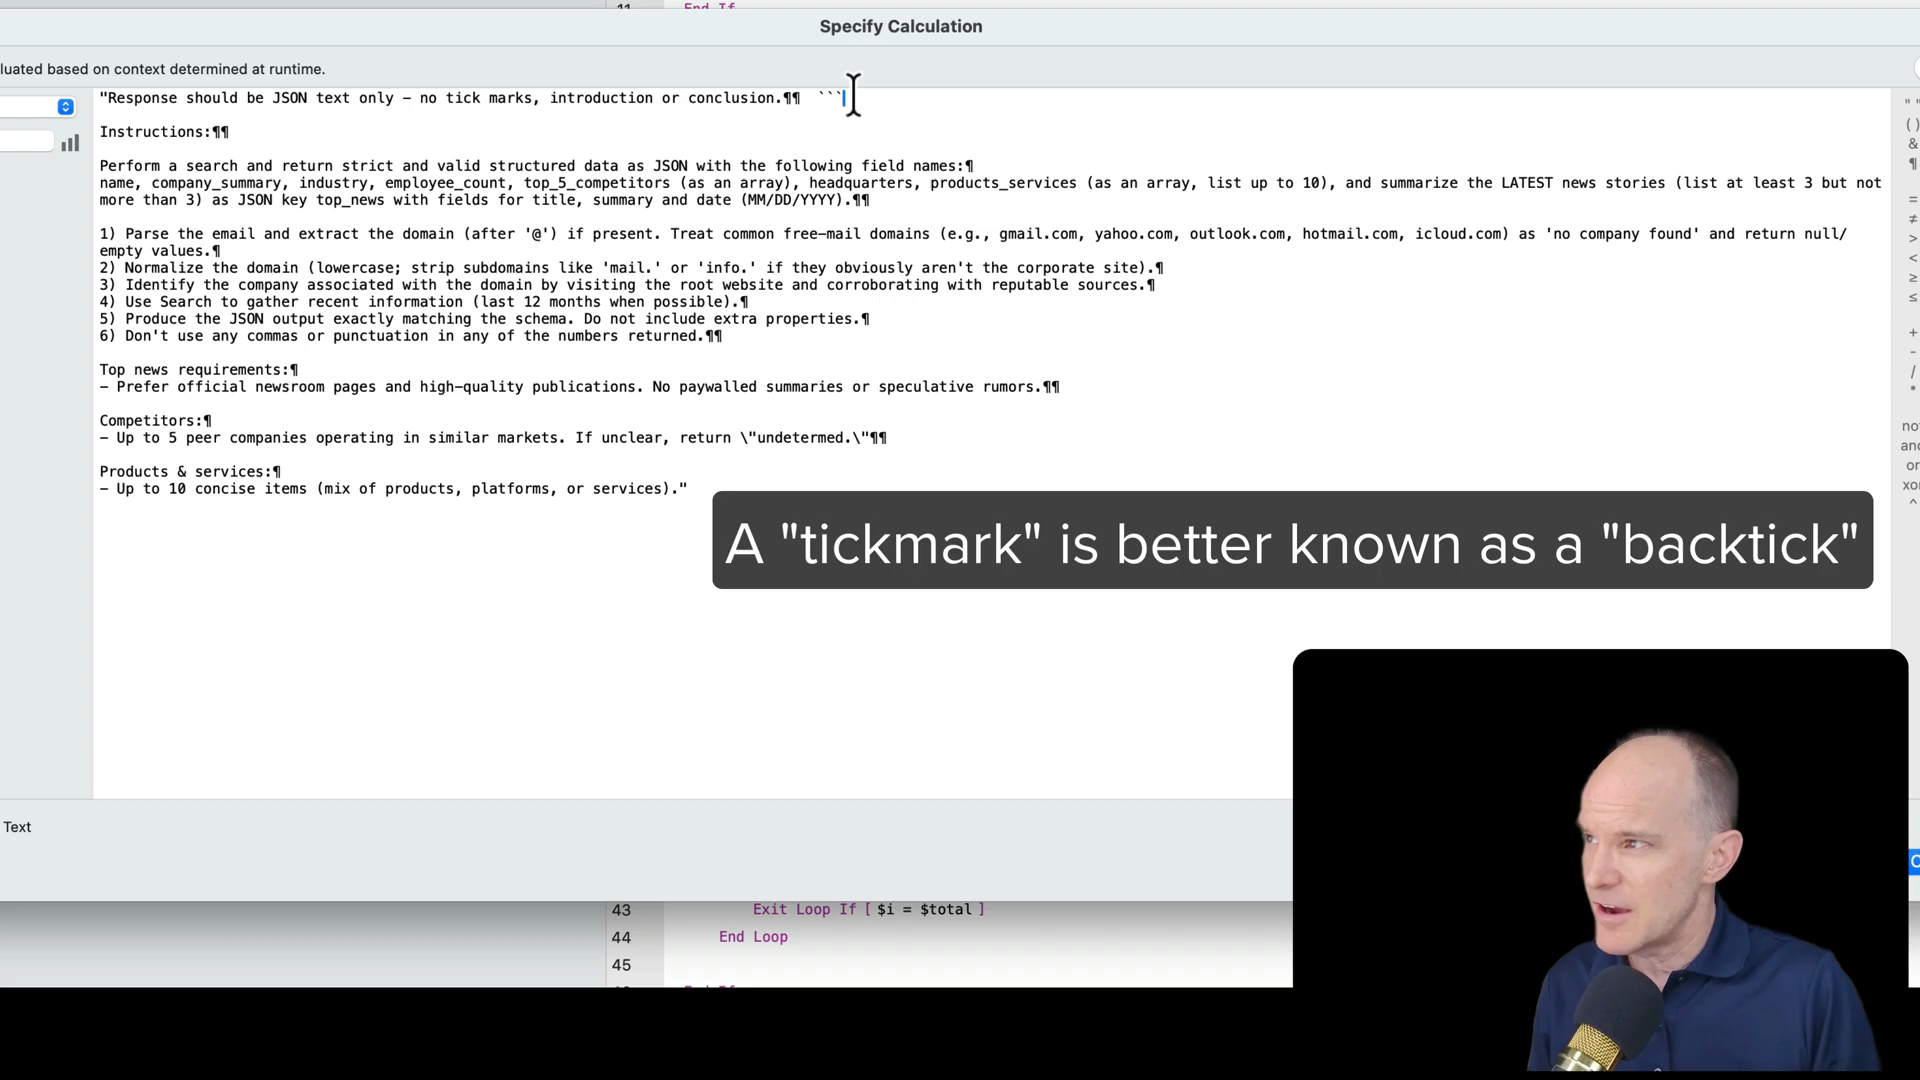 11 End If
Specify Calculation
luated based on context determined at runtime.
"Response should be JSON text only – no tick marks, introduction or conclusion.¶¶  ```
Instructions:¶¶
Perform a search and return strict and valid structured data as JSON with the following field names:¶
name, company_summary, industry, employee_count, top_5_competitors (as an array), headquarters, products_services (as an array, list up to 10), and summarize the LATEST news stories (list at least 3 but not
more than 3) as JSON key top_news with fields for title, summary and date (MM/DD/YYYY).¶¶
1) Parse the email and extract the domain (after '@') if present. Treat common free-mail domains (e.g., gmail.com, yahoo.com, outlook.com, hotmail.com, icloud.com) as 'no company found' and return null/
empty values.¶
2) Normalize the domain (lowercase; strip subdomains like 'mail.' or 'info.' if they obviously aren't the corporate site).¶
3) Identify the company associated with the domain by visiting the root website and corroborating with reputable sources.¶
4) Use Search to gather recent information (last 12 months when possible).¶
5) Produce the JSON output exactly matching the schema. Do not include extra properties.¶
6) Don't use any commas or punctuation in any of the numbers returned.¶¶
Top news requirements:¶
– Prefer official newsroom pages and high-quality publications. No paywalled summaries or speculative rumors.¶¶
Competitors:¶
– Up to 5 peer companies operating in similar markets. If unclear, return \"undetermed.\"¶¶
Products & services:¶
– Up to 10 concise items (mix of products, platforms, or services)."
" "
()
&
¶
=
≠
>
<
≥
≤
+
-
/
*
no
and
or
xo
^
A "tickmark" is better known as a "backtick"
Text
43 Exit Loop If [ $i = $total ]
44 End Loop
45